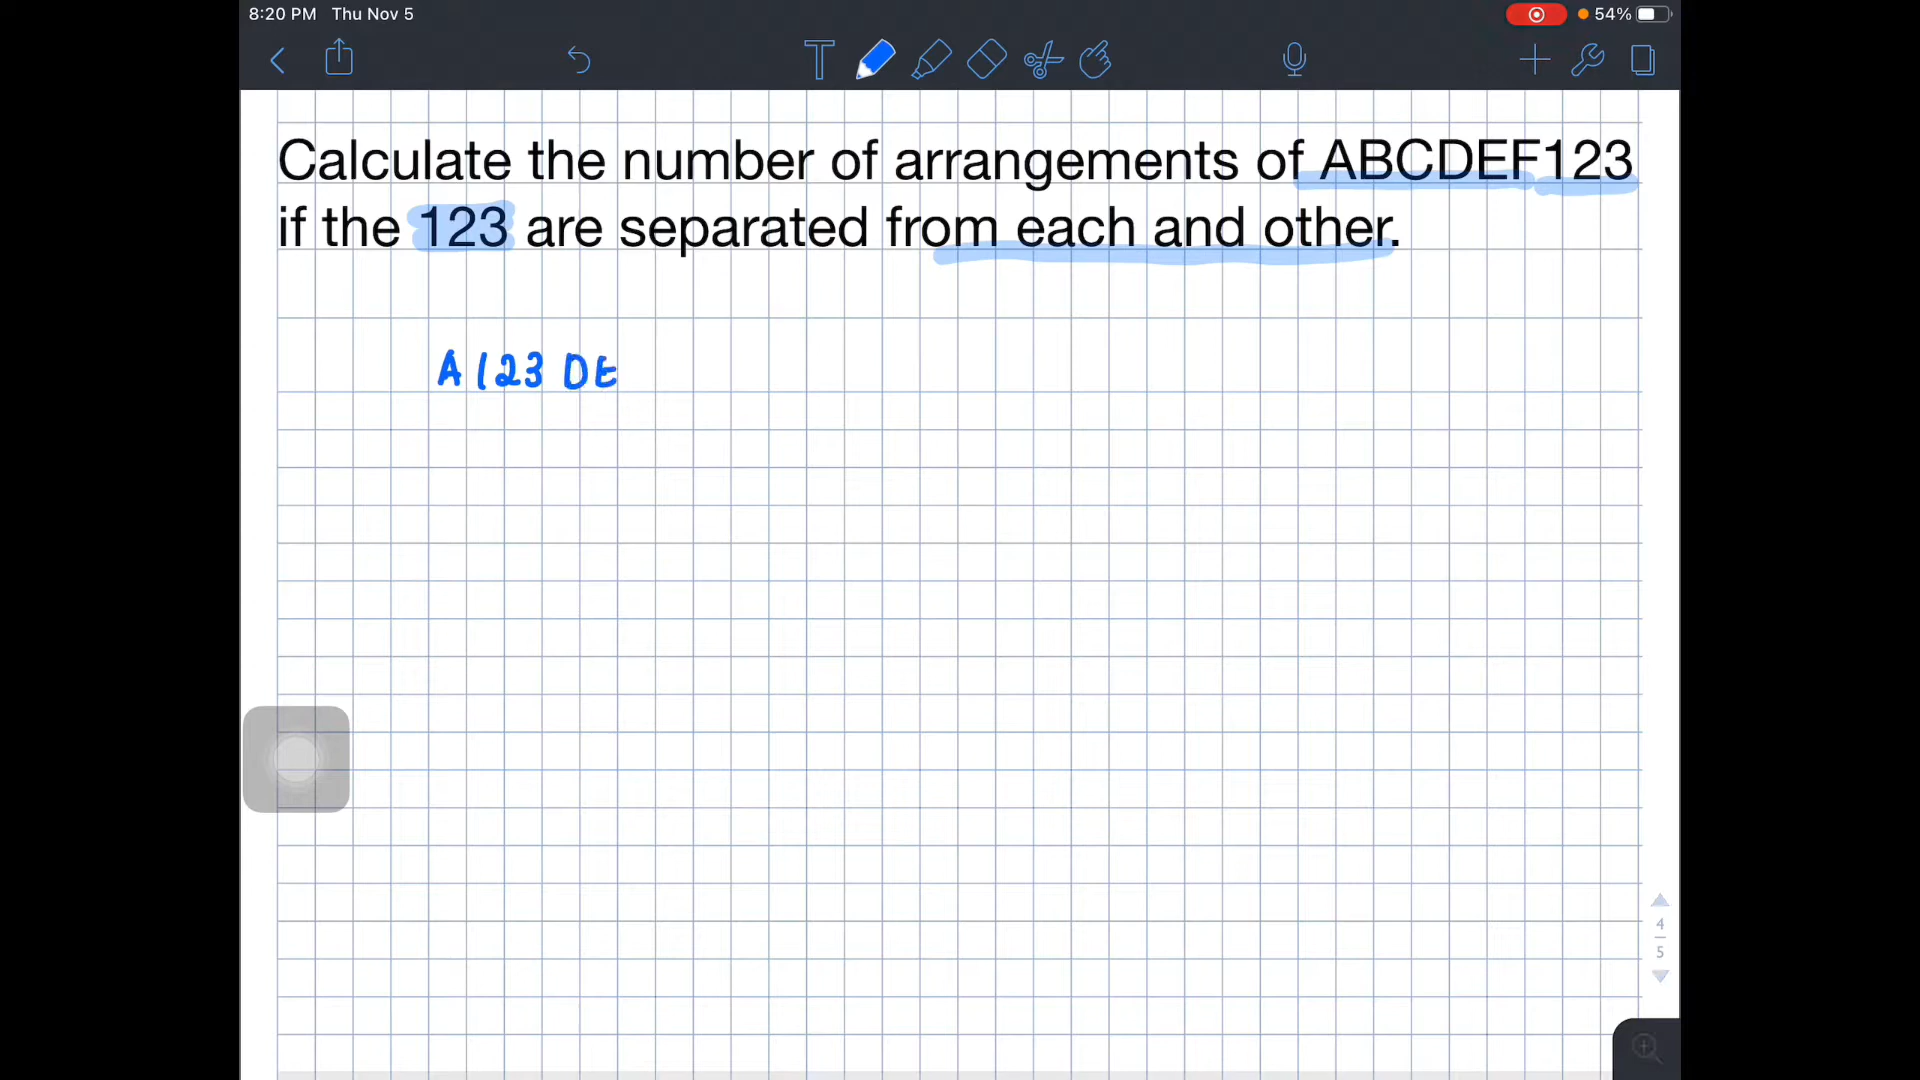 8:20 PM Thu Nov 5
54%
T
Calculate the number of arrangements of ABCDEF123
if the 123 are separated from each and other.
A 123 DE
4
5